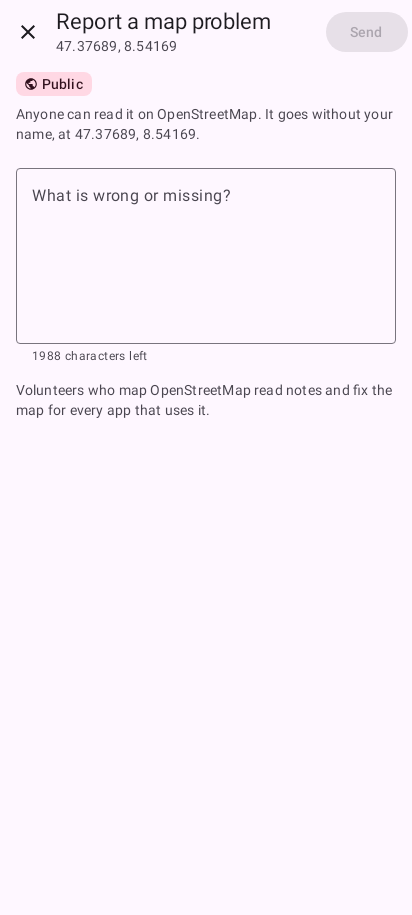 Report a map problem
47.37689, 8.54169
Send
Public
Anyone can read it on OpenStreetMap. It goes without your
name, at 47.37689, 8.54169.
What is wrong or missing?
1988 characters left
Volunteers who map OpenStreetMap read notes and fix the
map for every app that uses it.